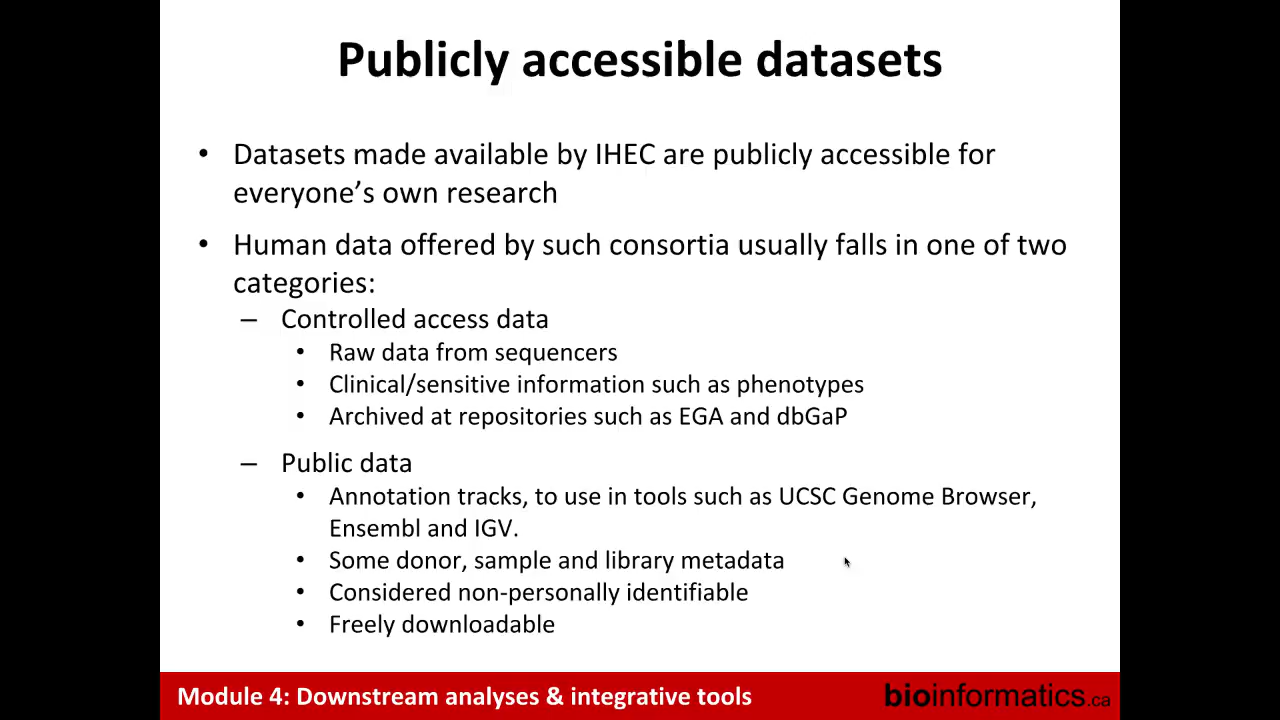 Publicly accessible datasets
• Datasets made available by IHEC are publicly accessible for
everyone’s own research
• Human data offered by such consortia usually falls in one of two
categories:
– Controlled access data
• Raw data from sequencers
• Clinical/sensitive information such as phenotypes
• Archived at repositories such as EGA and dbGaP
– Public data
• Annotation tracks, to use in tools such as UCSC Genome Browser,
Ensembl and IGV.
• Some donor, sample and library metadata
• Considered non-personally identifiable
• Freely downloadable
Module 4: Downstream analyses & integrative tools
bioinformatics.ca